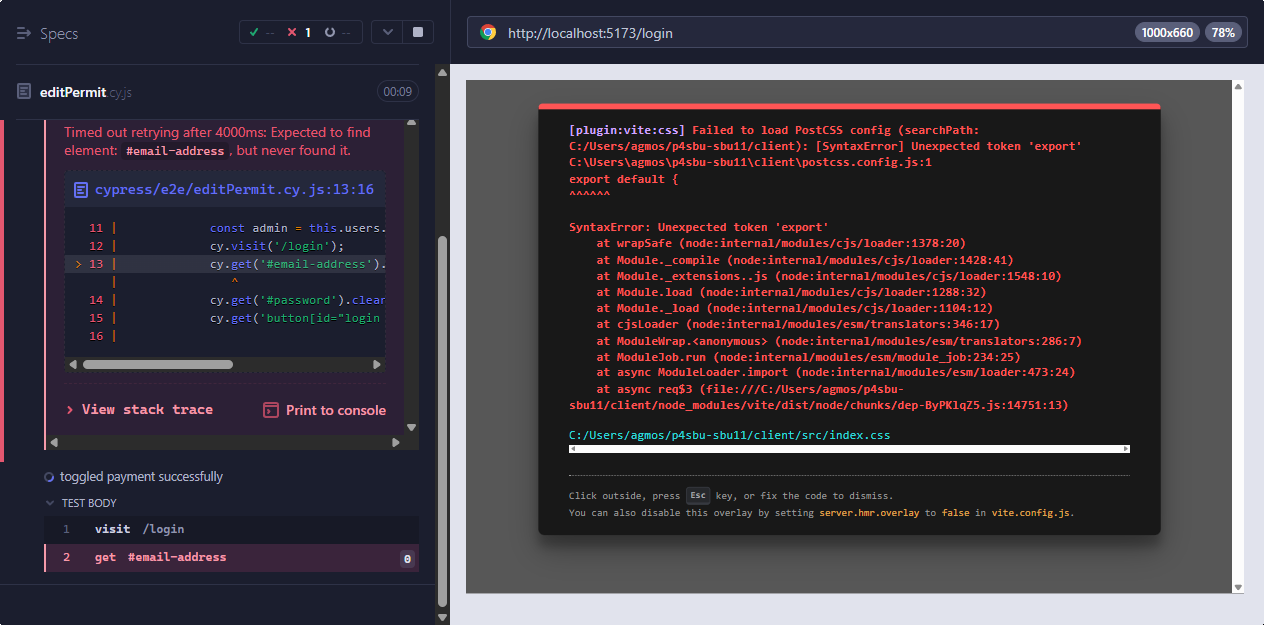 Specs
-- 1 --
http://localhost:5173/login
1000x660
78%
editPermit.cy.js
00:09
Timed out retrying after 4000ms: Expected to find
element: #email-address, but never found it.
cypress/e2e/editPermit.cy.js:13:16
11 | const admin = this.users.
12 | cy.visit('/login');
> 13 | cy.get('#email-address').
| ^
14 | cy.get('#password').clear
15 | cy.get('button[id="login
16 |
> View stack trace
Print to console
toggled payment successfully
TEST BODY
1 visit /login
2 get #email-address 0
[plugin:vite:css] Failed to load PostCSS config (searchPath:
C:/Users/agmos/p4sbu-sbu11/client): [SyntaxError] Unexpected token 'export'
C:\Users\agmos\p4sbu-sbu11\client\postcss.config.js:1
export default {
^^^^^^
SyntaxError: Unexpected token 'export'
at wrapSafe (node:internal/modules/cjs/loader:1378:20)
at Module._compile (node:internal/modules/cjs/loader:1428:41)
at Module._extensions..js (node:internal/modules/cjs/loader:1548:10)
at Module.load (node:internal/modules/cjs/loader:1288:32)
at Module._load (node:internal/modules/cjs/loader:1104:12)
at cjsLoader (node:internal/modules/esm/translators:346:17)
at ModuleWrap.<anonymous> (node:internal/modules/esm/translators:286:7)
at ModuleJob.run (node:internal/modules/esm/module_job:234:25)
at async ModuleLoader.import (node:internal/modules/esm/loader:473:24)
at async req$3 (file:///C:/Users/agmos/p4sbu-
sbu11/client/node_modules/vite/dist/node/chunks/dep-ByPKlqZ5.js:14751:13)
C:/Users/agmos/p4sbu-sbu11/client/src/index.css
Click outside, press Esc key, or fix the code to dismiss.
You can also disable this overlay by setting server.hmr.overlay to false in vite.config.js.